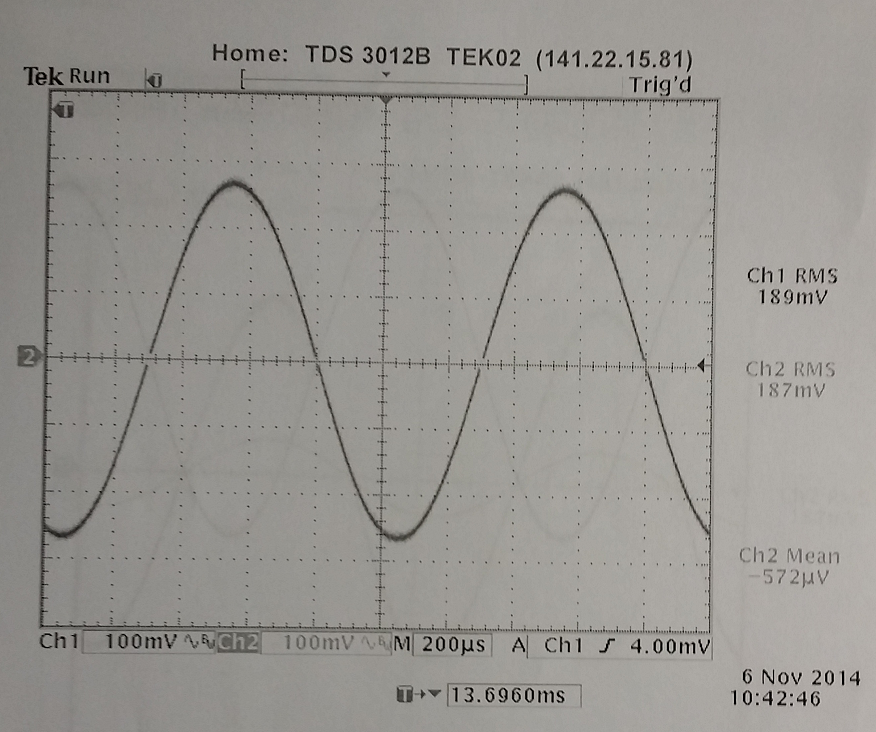 Home: TDS 3012B TEK02 (141.22.15.81)
Tek Run T Trig'd
T
Ch1 RMS
189mV
2
Ch2 RMS
187mV
Ch2 Mean
-572µV
Ch1 100mV ∿ B Ch2 100mV ∿ B M 200µs A Ch1 ƒ 4.00mV
T→▼ 13.6960ms
6 Nov 2014
10:42:46